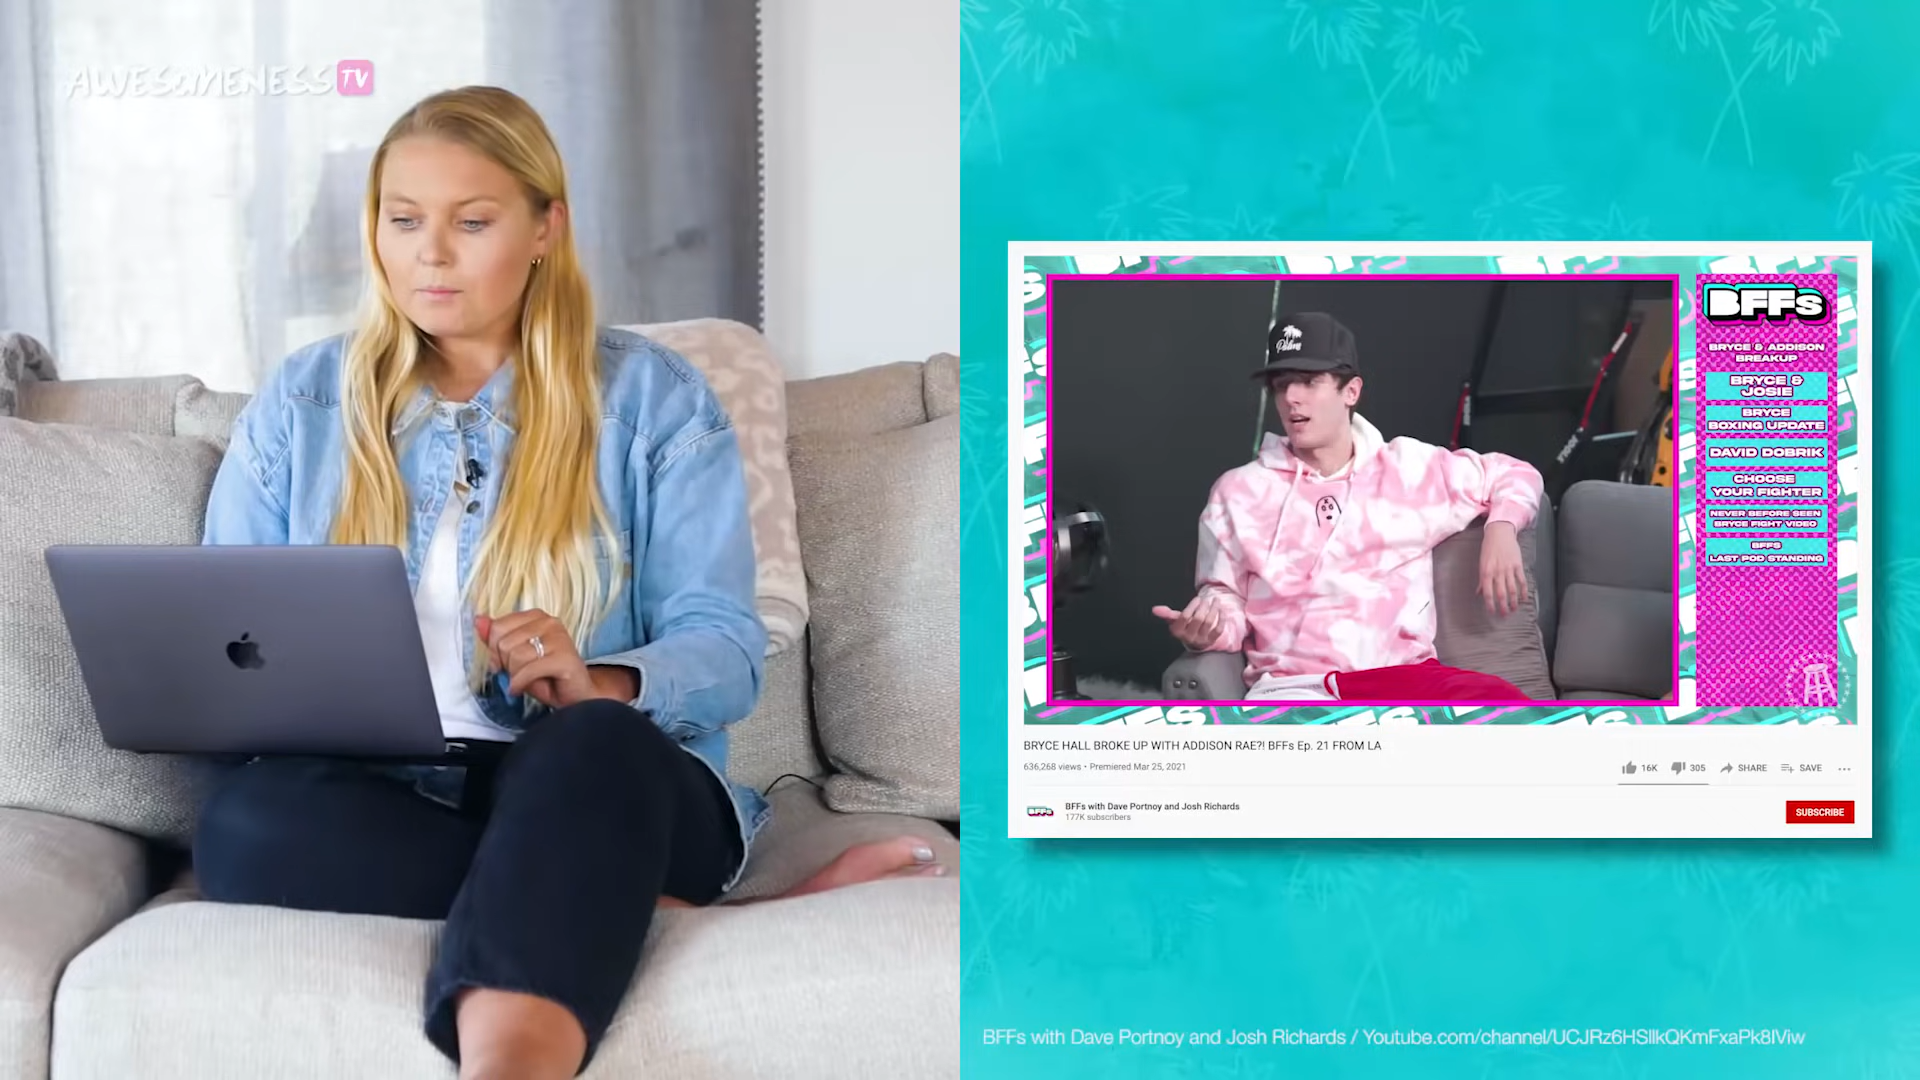 AWESOMENESS TV
BFFs
BRYCE & ADDISON
BREAKUP
BRYCE &
JOSIE
BRYCE
BOXING UPDATE
DAVID DOBRIK
CHOOSE
YOUR FIGHTER
NEVER BEFORE SEEN
BRYCE FIGHT VIDEO
BFFS
LAST POD STANDING
BRYCE HALL BROKE UP WITH ADDISON RAE?! BFFs Ep. 21 FROM LA
636,268 views • Premiered Mar 25, 2021
16K 305 SHARE SAVE ...
BFFs
BFFs with Dave Portnoy and Josh Richards
177K subscribers
SUBSCRIBE
BFFs with Dave Portnoy and Josh Richards / Youtube.com/channel/UCJRz6HSllkQKmFxaPk8IViw